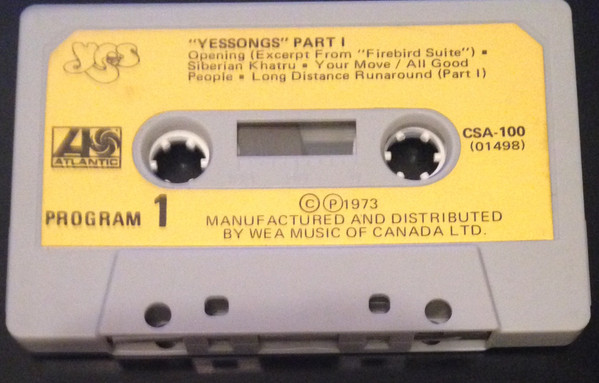 yes
"YESSONGS" PART I
Opening (Excerpt From "Firebird Suite") •
Siberian Khatru • Your Move / All Good
People • Long Distance Runaround (Part I)
ATLANTIC
CSA-100
(01498)
PROGRAM 1
© ℗ 1973
MANUFACTURED AND DISTRIBUTED
BY WEA MUSIC OF CANADA LTD.